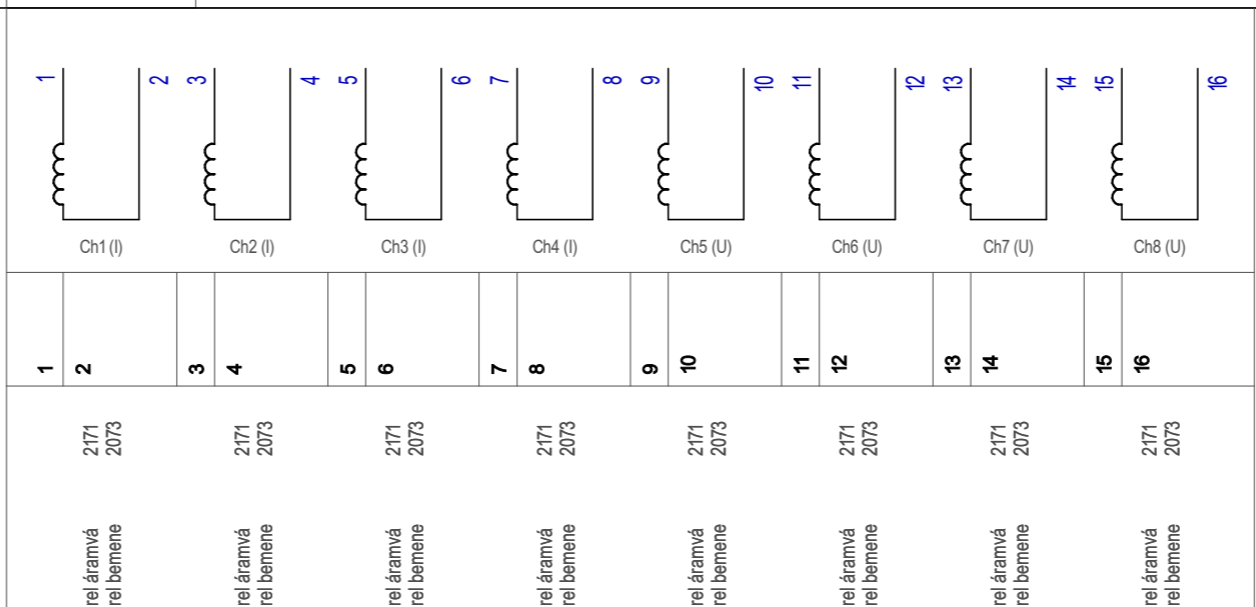 1 2 3 4 5 6 7 8 9 10 11 12 13 14 15 16
Ch1 (I) Ch2 (I) Ch3 (I) Ch4 (I) Ch5 (U) Ch6 (U) Ch7 (U) Ch8 (U)
1 2 3 4 5 6 7 8 9 10 11 12 13 14 15 16
2171
2073
2171
2073
2171
2073
2171
2073
2171
2073
2171
2073
2171
2073
2171
2073
rel áramvá
rel bemene
rel áramvá
rel bemene
rel áramvá
rel bemene
rel áramvá
rel bemene
rel áramvá
rel bemene
rel áramvá
rel bemene
rel áramvá
rel bemene
rel áramvá
rel bemene